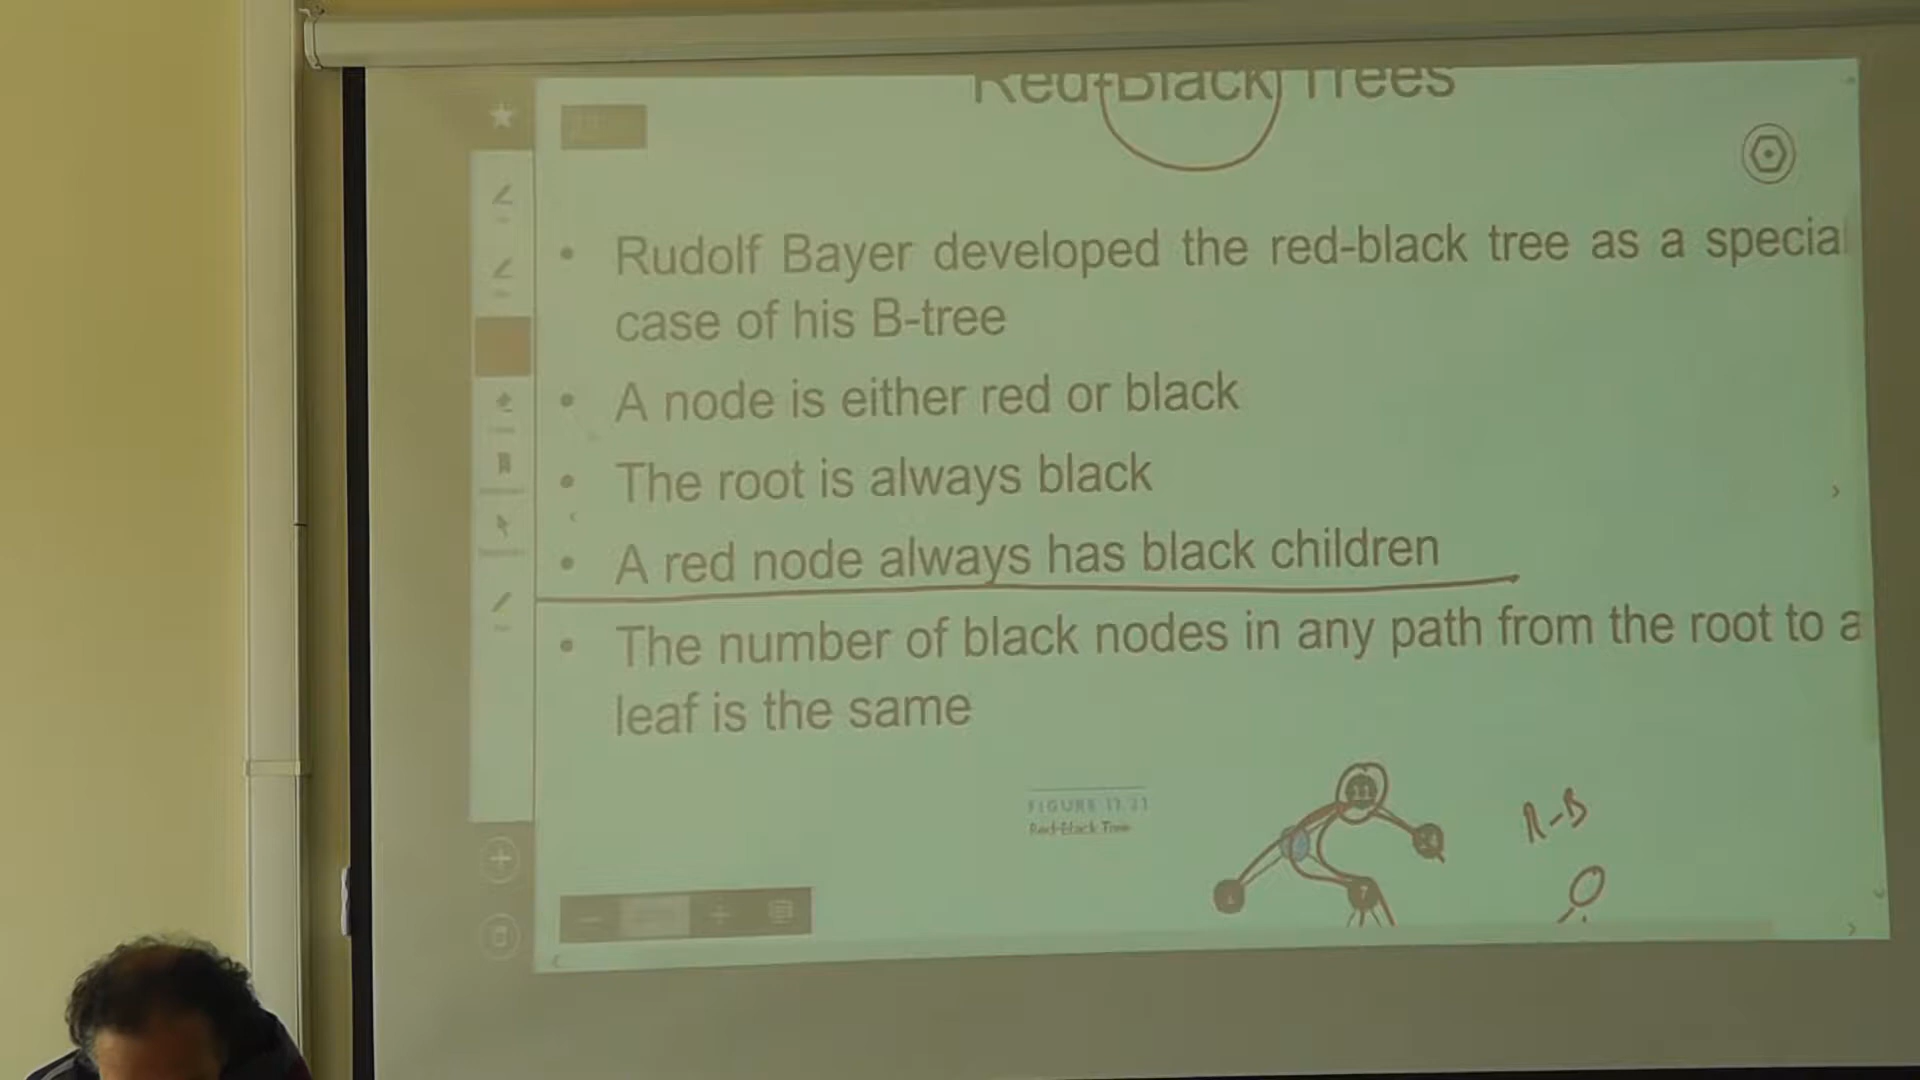 Red-Black Trees
• Rudolf Bayer developed the red-black tree as a special
case of his B-tree
• A node is either red or black
• The root is always black
• A red node always has black children
• The number of black nodes in any path from the root to a
leaf is the same
FIGURE 11.21
Red-Black Tree
11
7
R-B